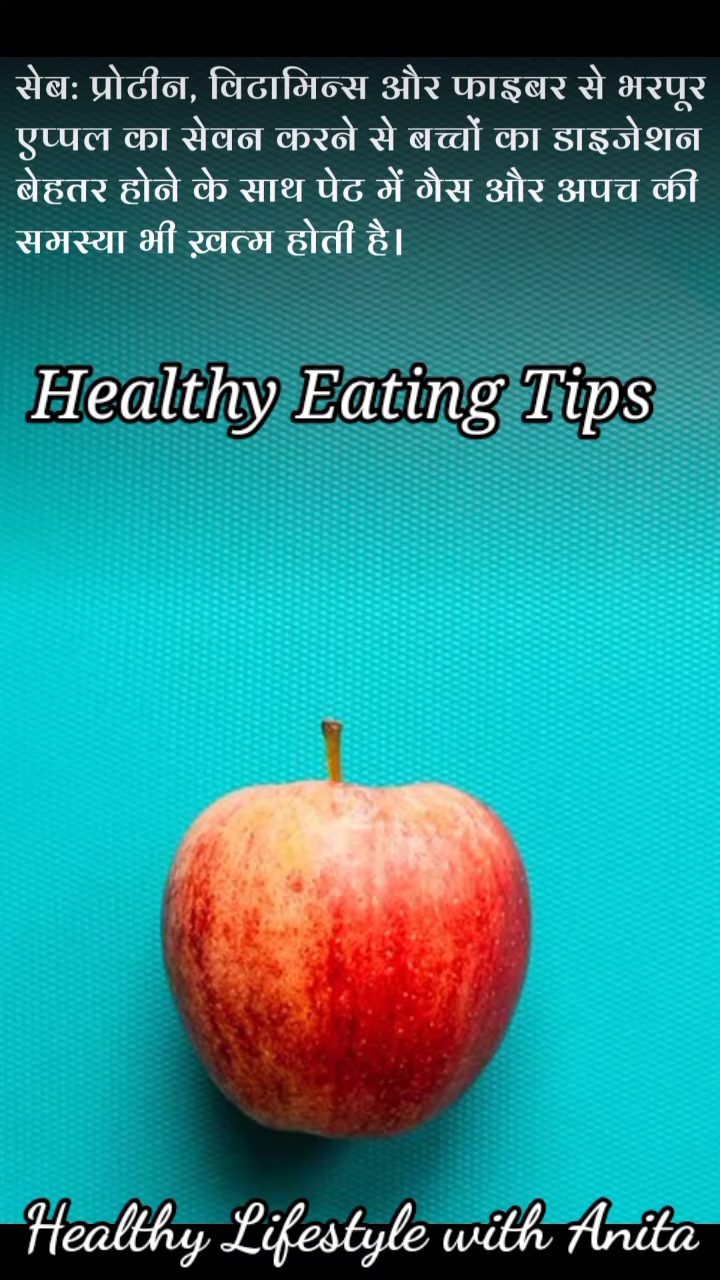 सेब: प्रोटीन, विटामिन्स और फाइबर से भरपूर
एप्पल का सेवन करने से बच्चों का डाइजेशन
बेहतर होने के साथ पेट में गैस और अपच की
समस्या भी ख़त्म होती है।
Healthy Eating Tips
Healthy Lifestyle with Anita